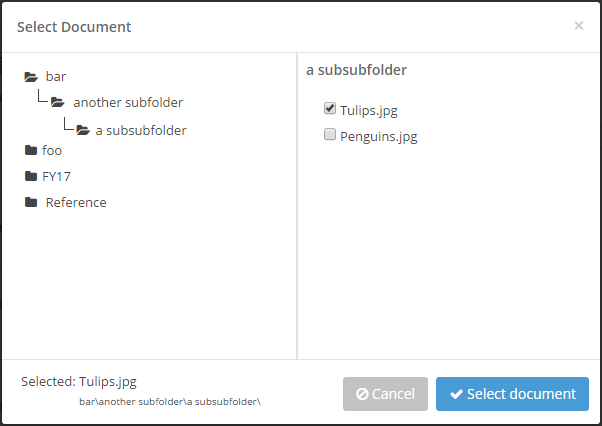 Select Document
×
bar
another subfolder
a subsubfolder
foo
FY17
Reference
a subsubfolder
Tulips.jpg
Penguins.jpg
Selected: Tulips.jpg
bar\another subfolder\a subsubfolder\
Cancel
Select document